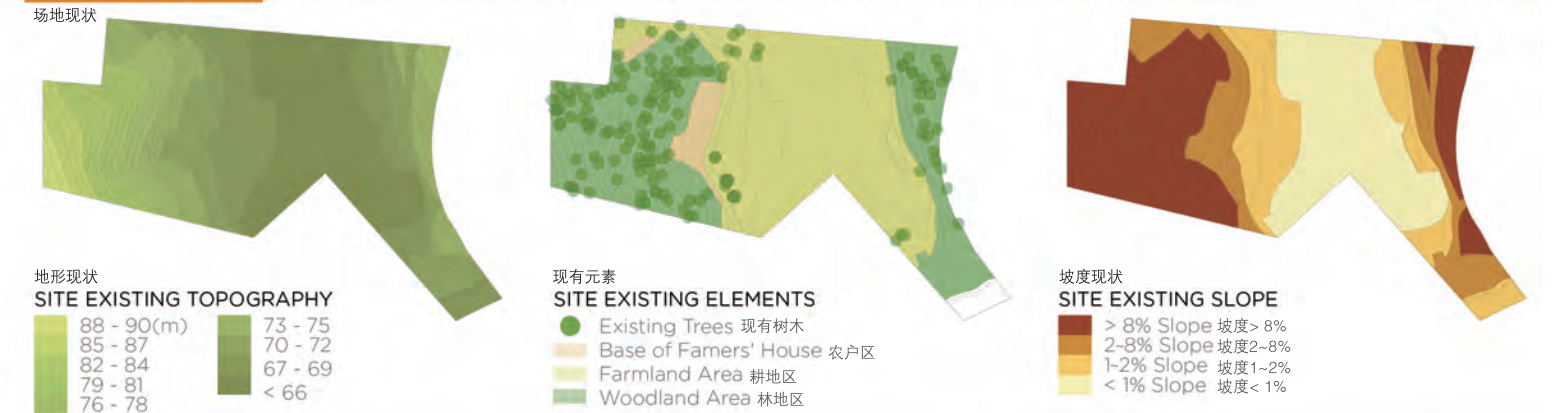 场地现状
地形现状
SITE EXISTING TOPOGRAPHY
88 - 90(m)
85 - 87
82 - 84
79 - 81
76 - 78
73 - 75
70 - 72
67 - 69
< 66
现有元素
SITE EXISTING ELEMENTS
Existing Trees 现有树木
Base of Famers' House 农户区
Farmland Area 耕地区
Woodland Area 林地区
坡度现状
SITE EXISTING SLOPE
> 8% Slope 坡度> 8%
2~8% Slope 坡度2~8%
1~2% Slope 坡度1~2%
< 1% Slope 坡度< 1%